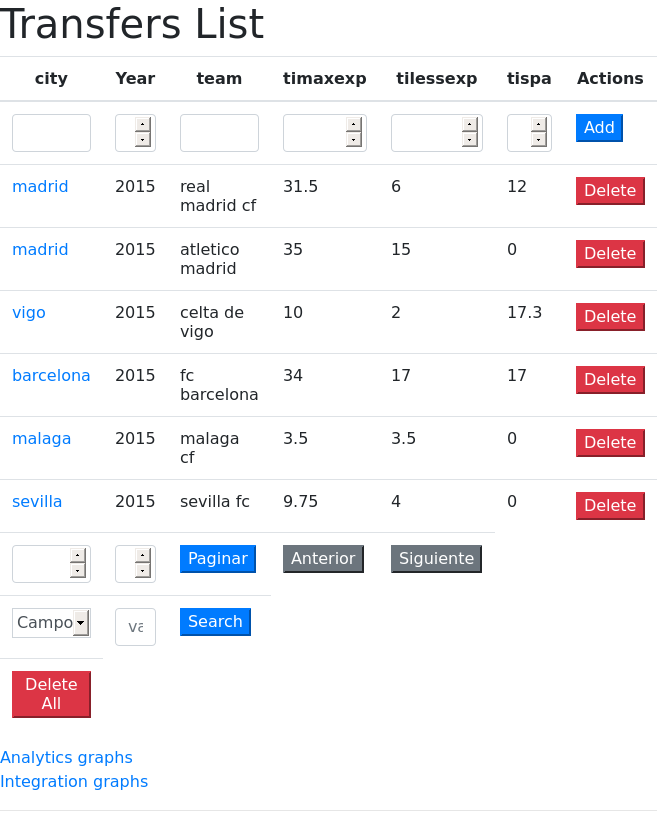 Transfers List
city Year team timaxexp tilessexp tispa Actions
Add
madrid 2015 real madrid cf 31.5 6 12 Delete
madrid 2015 atletico madrid 35 15 0 Delete
vigo 2015 celta de vigo 10 2 17.3 Delete
barcelona 2015 fc barcelona 34 17 17 Delete
malaga 2015 malaga cf 3.5 3.5 0 Delete
sevilla 2015 sevilla fc 9.75 4 0 Delete
Paginar Anterior Siguiente
Campo Search
Delete
All
Analytics graphs
Integration graphs